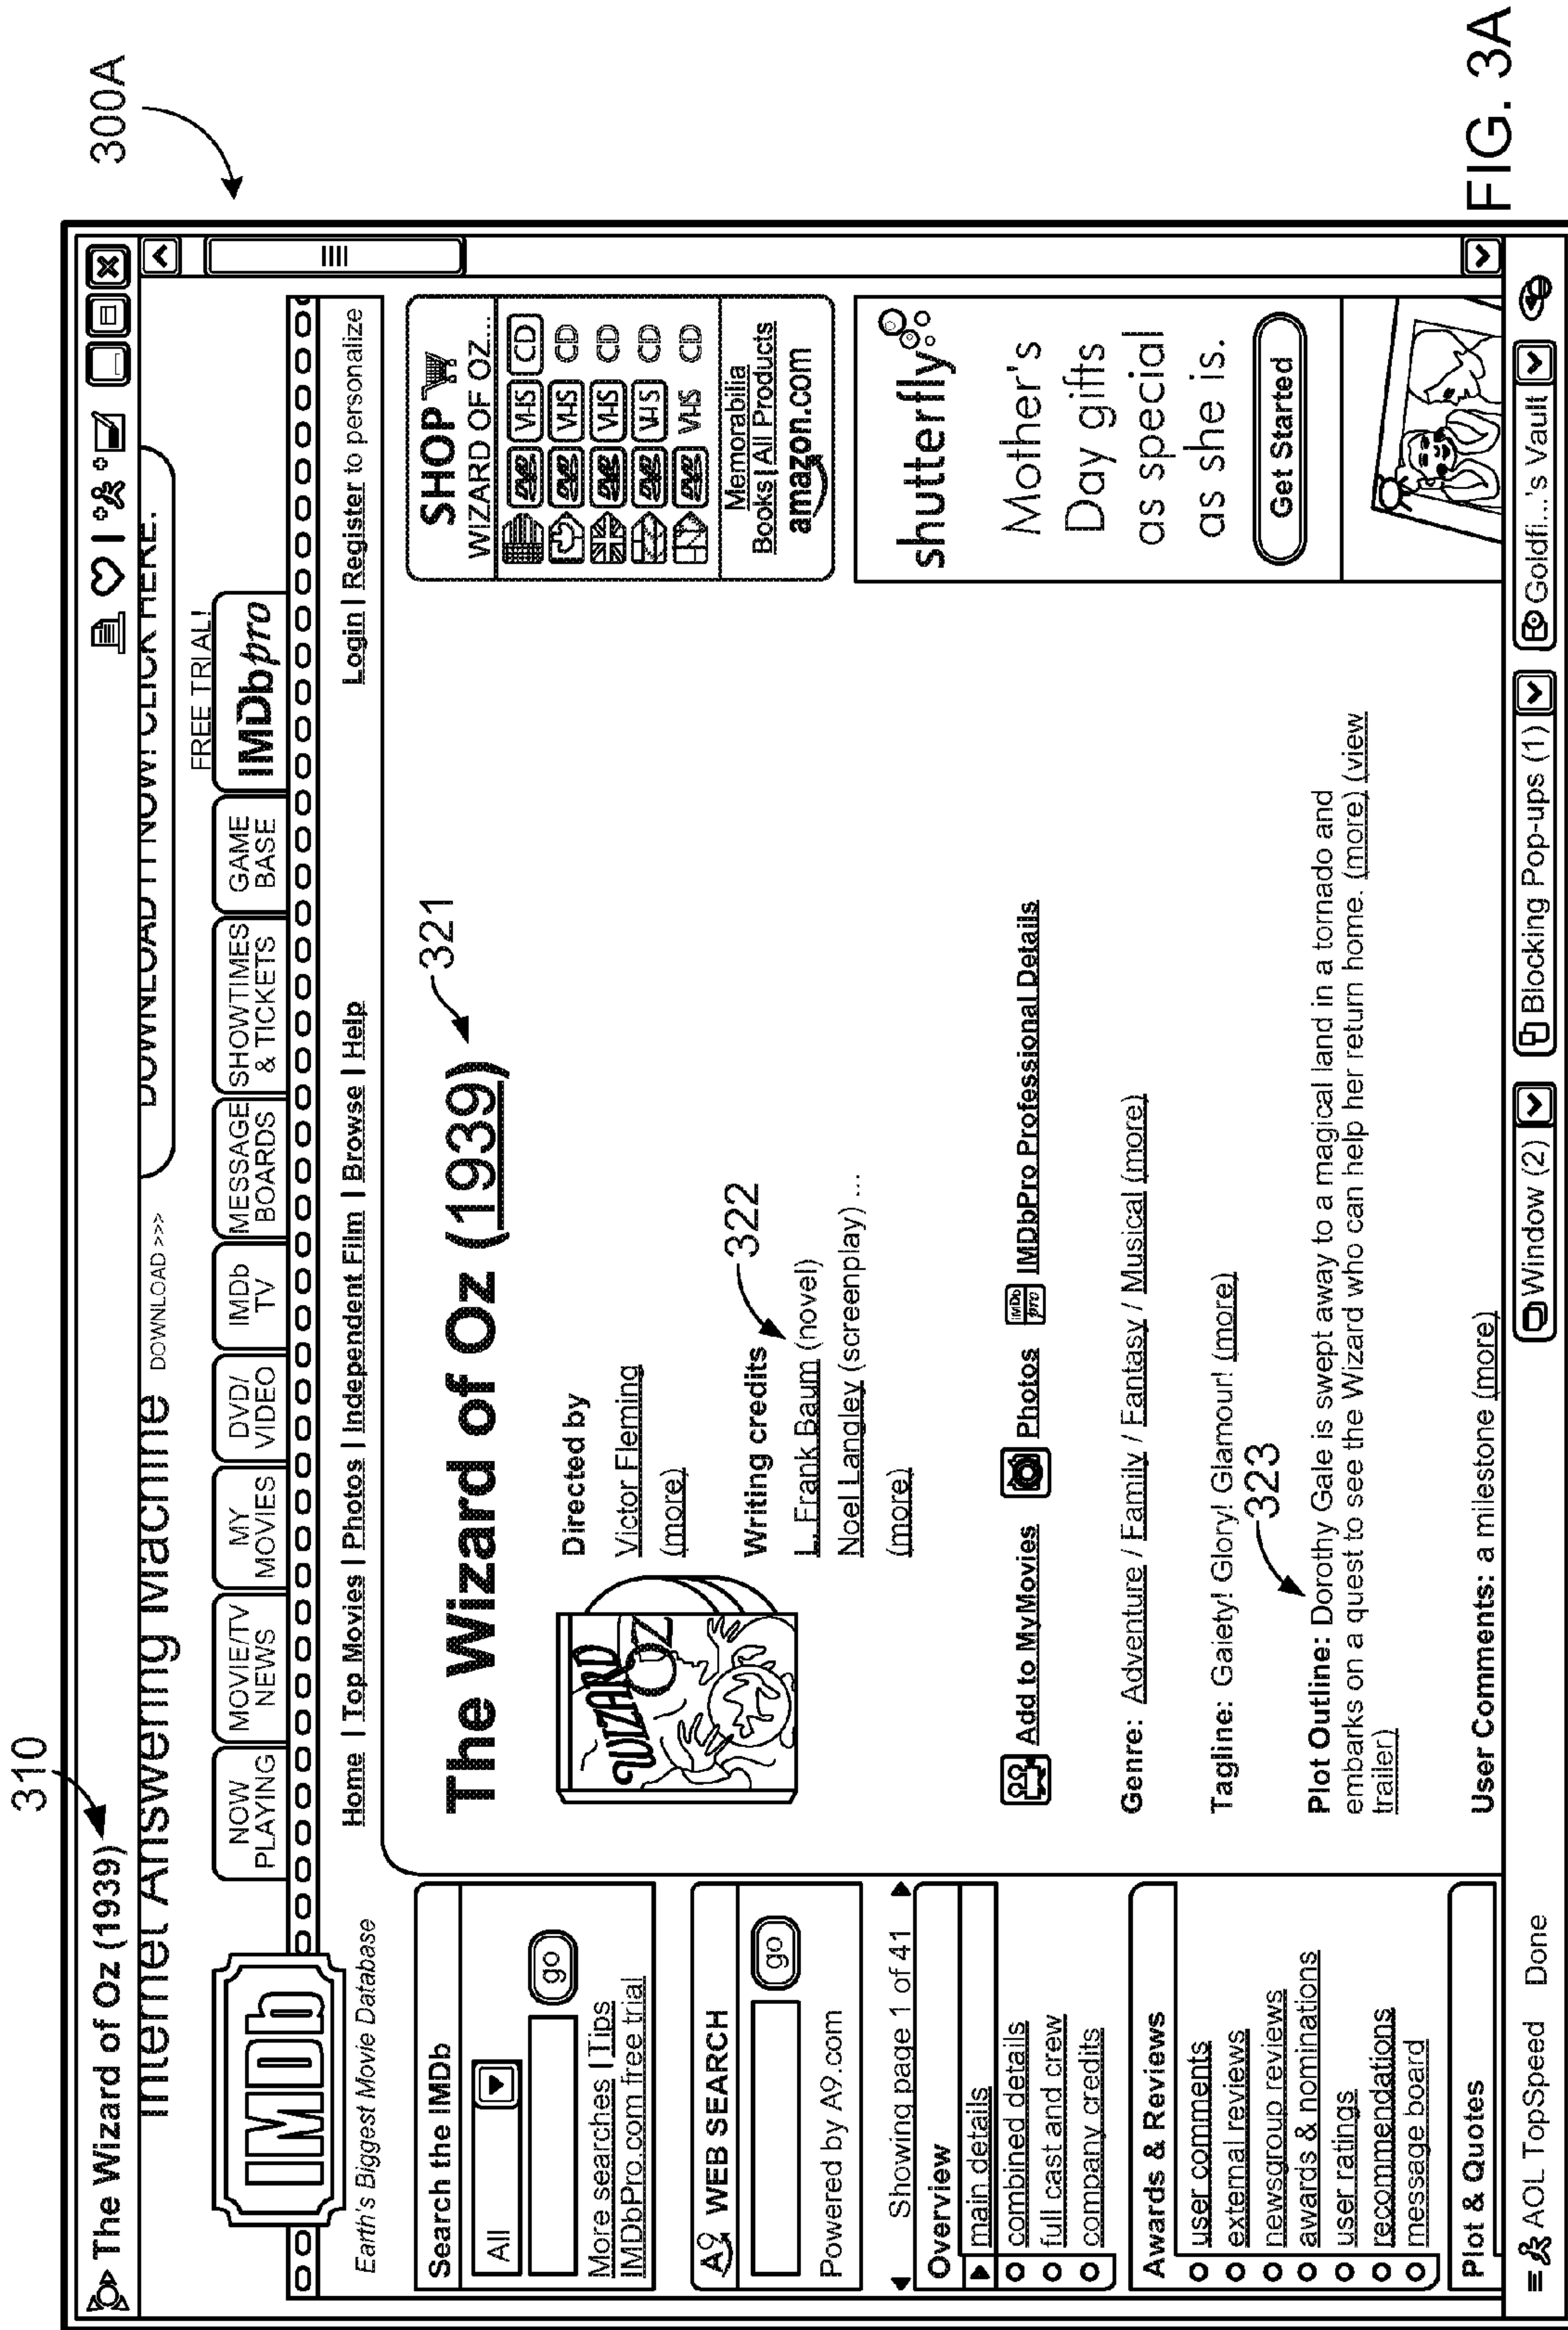 310
300A
The Wizard of Oz (1939)
Internet Answering Machine DOWNLOAD >>>
DOWNLOAD IT NOW! CLICK HERE.
FREE TRIAL!
IMDb
NOW PLAYING
MOVIE/TV NEWS
MY MOVIES
DVD/ VIDEO
IMDb TV
MESSAGE BOARDS
SHOWTIMES & TICKETS
GAME BASE
IMDbpro
Earth's Biggest Movie Database
Home | Top Movies | Photos | Independent Film | Browse | Help
Login | Register to personalize
Search the IMDb
All
go
More searches | Tips
IMDbPro.com free trial
A9 WEB SEARCH
go
Powered by A9.com
Showing page 1 of 41
Overview
main details
combined details
full cast and crew
company credits
Awards & Reviews
user comments
external reviews
newsgroup reviews
awards & nominations
user ratings
recommendations
message board
Plot & Quotes
The Wizard of Oz (1939)
321
WIZARD
OZ
Directed by
Victor Fleming
(more)
Writing credits
322
L. Frank Baum (novel)
Noel Langley (screenplay) ...
(more)
Add to MyMovies
Photos
IMDb pro
IMDbPro Professional Details
Genre: Adventure / Family / Fantasy / Musical (more)
Tagline: Gaiety! Glory! Glamour! (more)
323
Plot Outline: Dorothy Gale is swept away to a magical land in a tornado and
embarks on a quest to see the Wizard who can help her return home. (more) (view
trailer)
User Comments: a milestone (more)
SHOP
WIZARD OF OZ...
DVD VHS CD
DVD VHS CD
DVD VHS CD
DVD VHS CD
DVD VHS CD
Memorabilia
Books | All Products
amazon.com
shutterfly
Mother's
Day gifts
as special
as she is.
Get Started
AOL TopSpeed Done
Window (2)
Blocking Pop-ups (1)
Goldfi...'s Vault
FIG. 3A